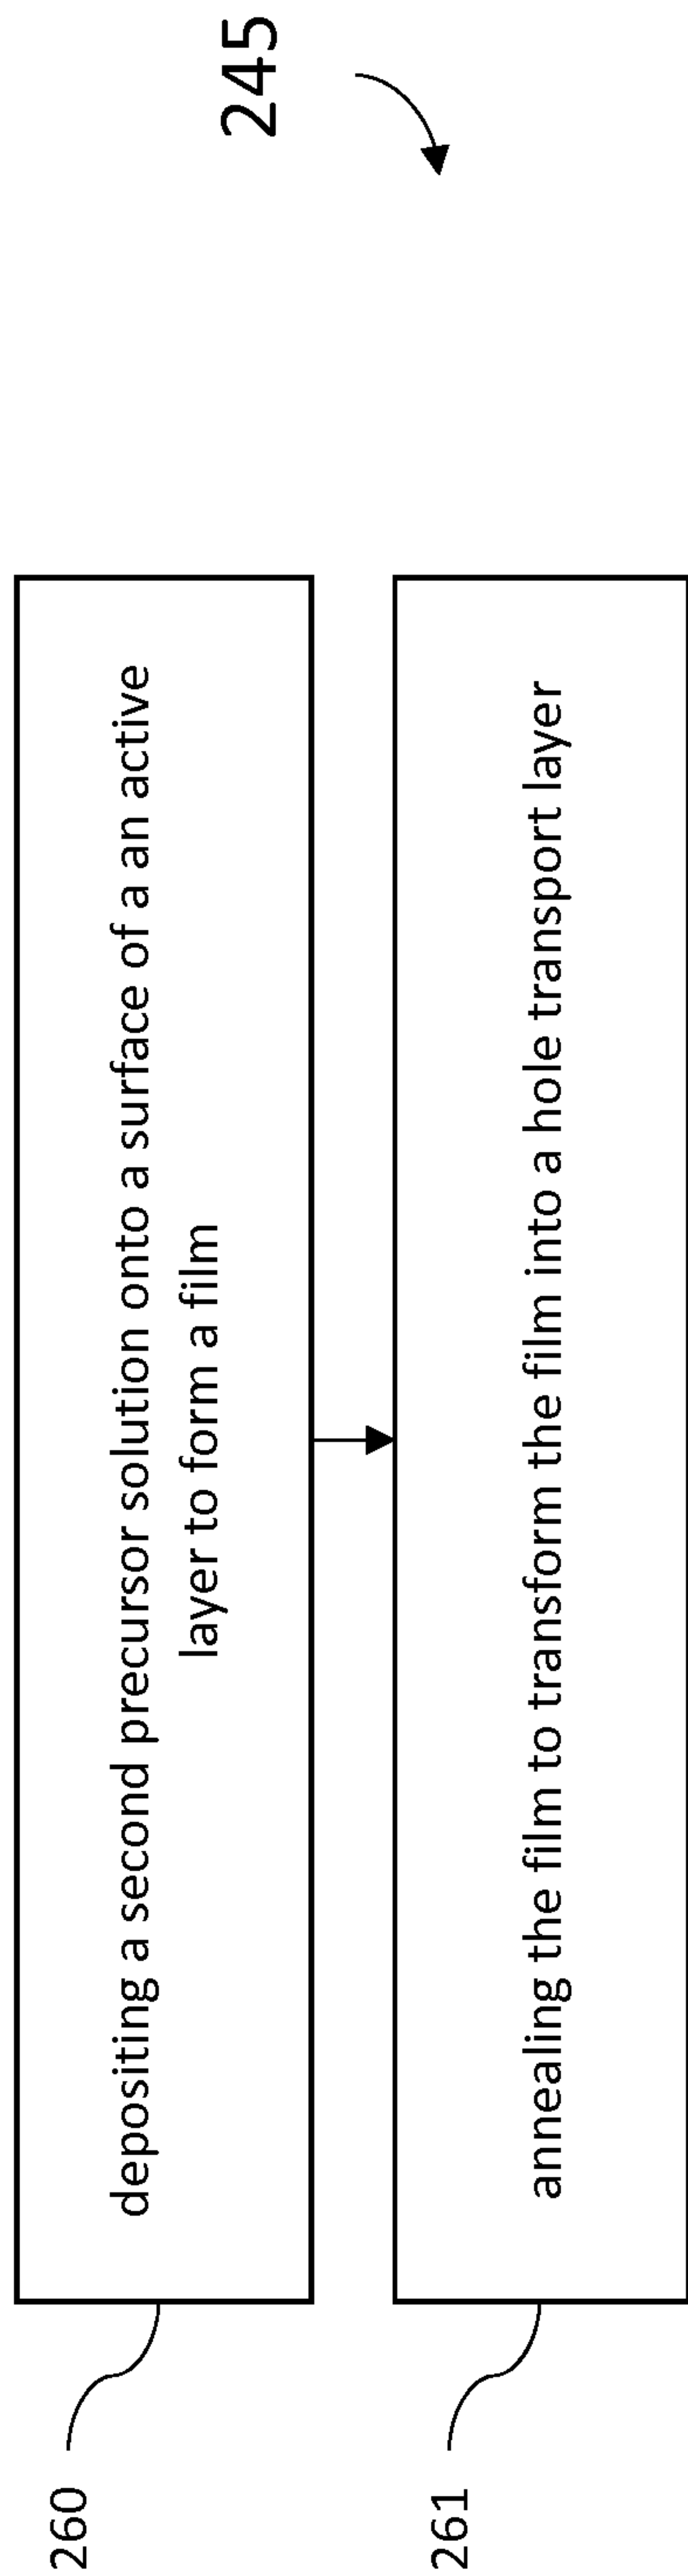 245
260
depositing a second precursor solution onto a surface of a an active
layer to form a film
261
annealing the film to transform the film into a hole transport layer